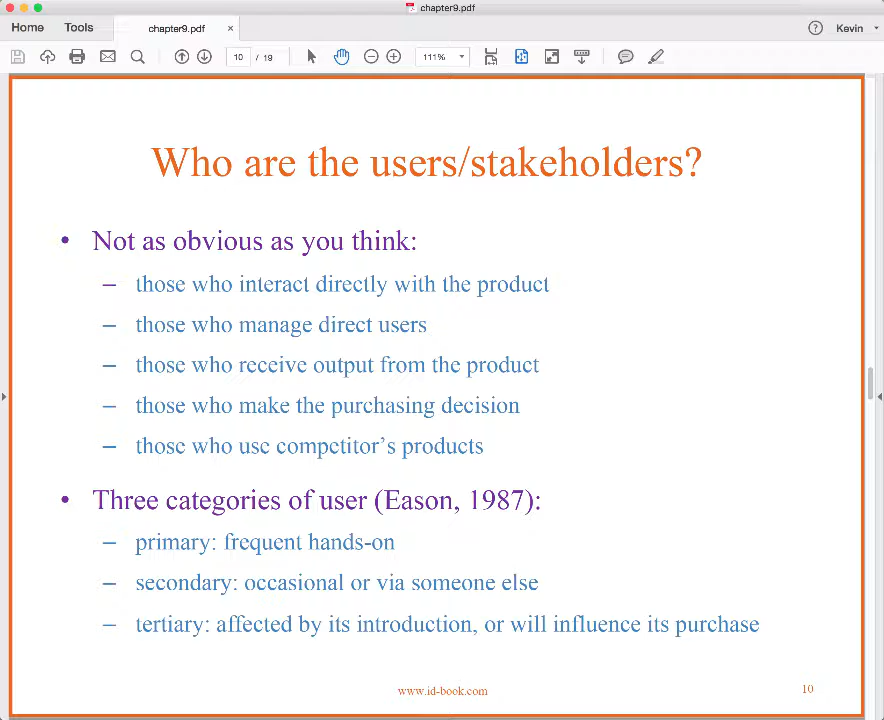 chapter9.pdf
Home Tools chapter9.pdf × ? Kevin
10 / 19 111%
Who are the users/stakeholders?
• Not as obvious as you think:
– those who interact directly with the product
– those who manage direct users
– those who receive output from the product
– those who make the purchasing decision
– those who use competitor’s products
• Three categories of user (Eason, 1987):
– primary: frequent hands-on
– secondary: occasional or via someone else
– tertiary: affected by its introduction, or will influence its purchase
www.id-book.com 10